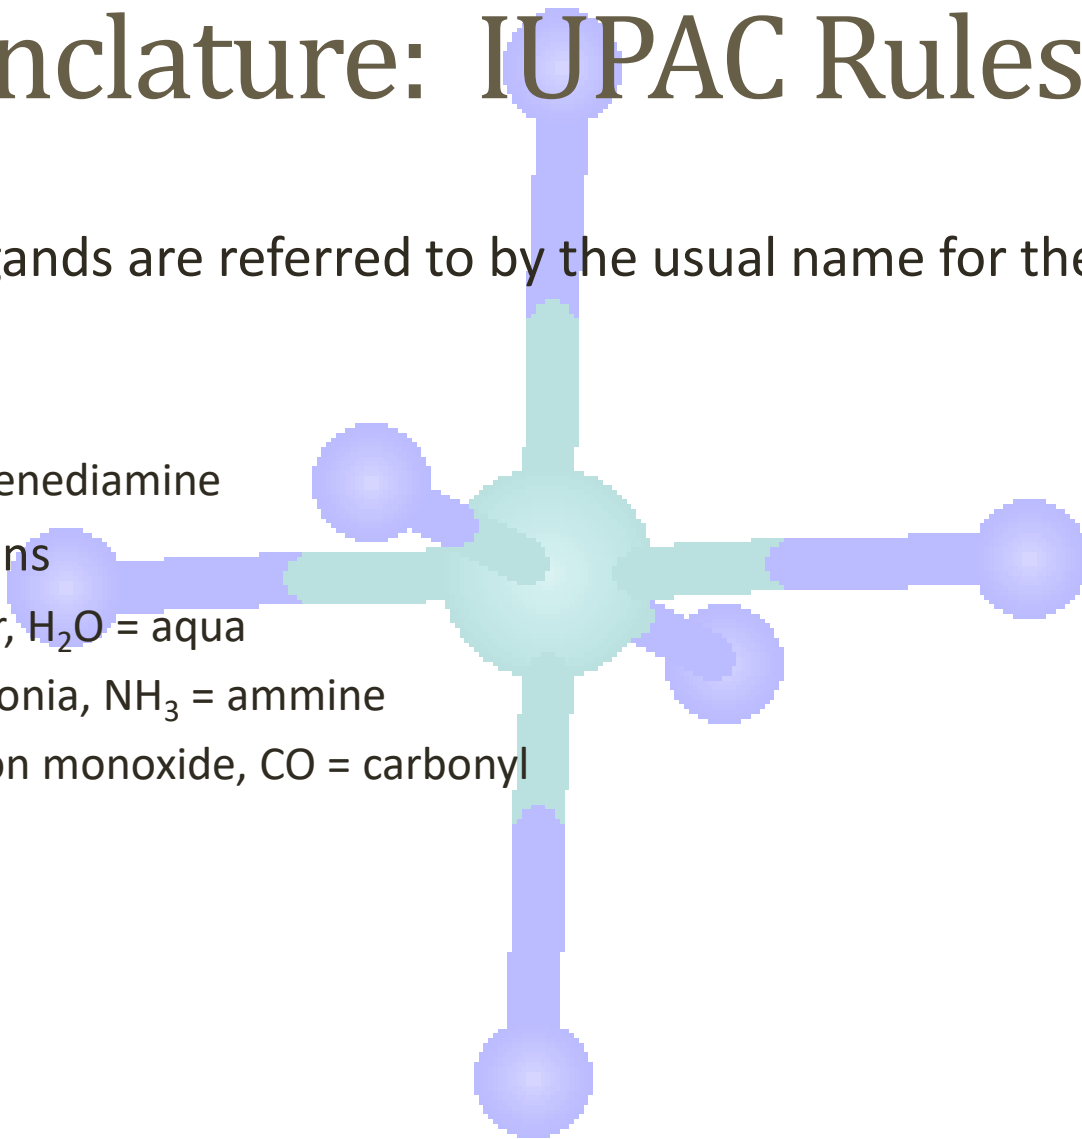 nclature: IUPAC Rules
gands are referred to by the usual name for the
enediamine
ns
r, H₂O = aqua
onia, NH₃ = ammine
on monoxide, CO = carbonyl